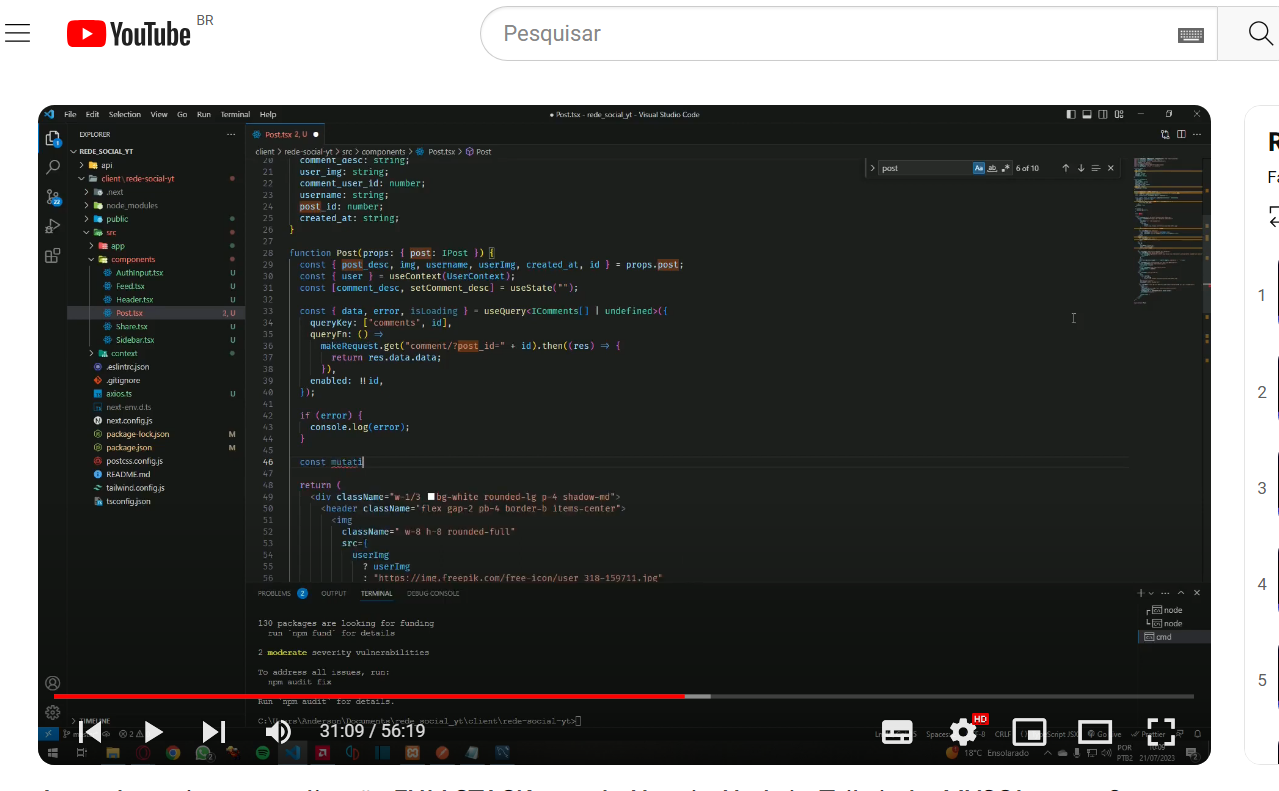 YouTube BR
Pesquisar
File Edit Selection View Go Run Terminal Help
● Post.tsx - rede_social_yt - Visual Studio Code
EXPLORER
REDE_SOCIAL_YT
api
client\rede-social-yt
.next
node_modules
public
src
app
components
AuthInput.tsx U
Feed.tsx U
Header.tsx U
Post.tsx 2, U
Share.tsx U
Sidebar.tsx U
context
.eslintrc.json
.gitignore
axios.ts U
next-env.d.ts
next.config.js
package-lock.json M
package.json M
postcss.config.js
README.md
tailwind.config.js
tsconfig.json
TIMELINE
Post.tsx 2, U ●
client > rede-social-yt > src > components > Post.tsx > Post
post Aa ab 6 of 10
20 comment_desc: string;
21 user_img: string;
22 comment_user_id: number;
23 username: string;
24 post_id: number;
25 created_at: string;
26 }
27
28 function Post(props: { post: IPost }) {
29 const { post_desc, img, username, userImg, created_at, id } = props.post;
30 const { user } = useContext(UserContext);
31 const [comment_desc, setComment_desc] = useState("");
32
33 const { data, error, isLoading } = useQuery<IComments[] | undefined>({
34 queryKey: ["comments", id],
35 queryFn: () =>
36 makeRequest.get("comment/?post_id=" + id).then((res) => {
37 return res.data.data;
38 }),
39 enabled: !!id,
40 });
41
42 if (error) {
43 console.log(error);
44 }
45
46 const mutati
47
48 return (
49 <div className="w-1/3 bg-white rounded-lg p-4 shadow-md">
50 <header className="flex gap-2 pb-4 border-b items-center">
51 <img
52 className=" w-8 h-8 rounded-full"
53 src={
54 userImg
55 ? userImg
56 : "https://img.freepik.com/free-icon/user_318-159711.jpg"
PROBLEMS 2 OUTPUT TERMINAL DEBUG CONSOLE
130 packages are looking for funding
run `npm fund` for details
2 moderate severity vulnerabilities
To address all issues, run:
npm audit fix
Run `npm audit` for details.
C:\Users\Anderson\Documents\rede_social_yt\client\rede-social-yt>
node
node
cmd
31:09 / 56:19
HD
18°C Ensolarado
POR
PTB2
21/07/2023
1
2
3
4
5